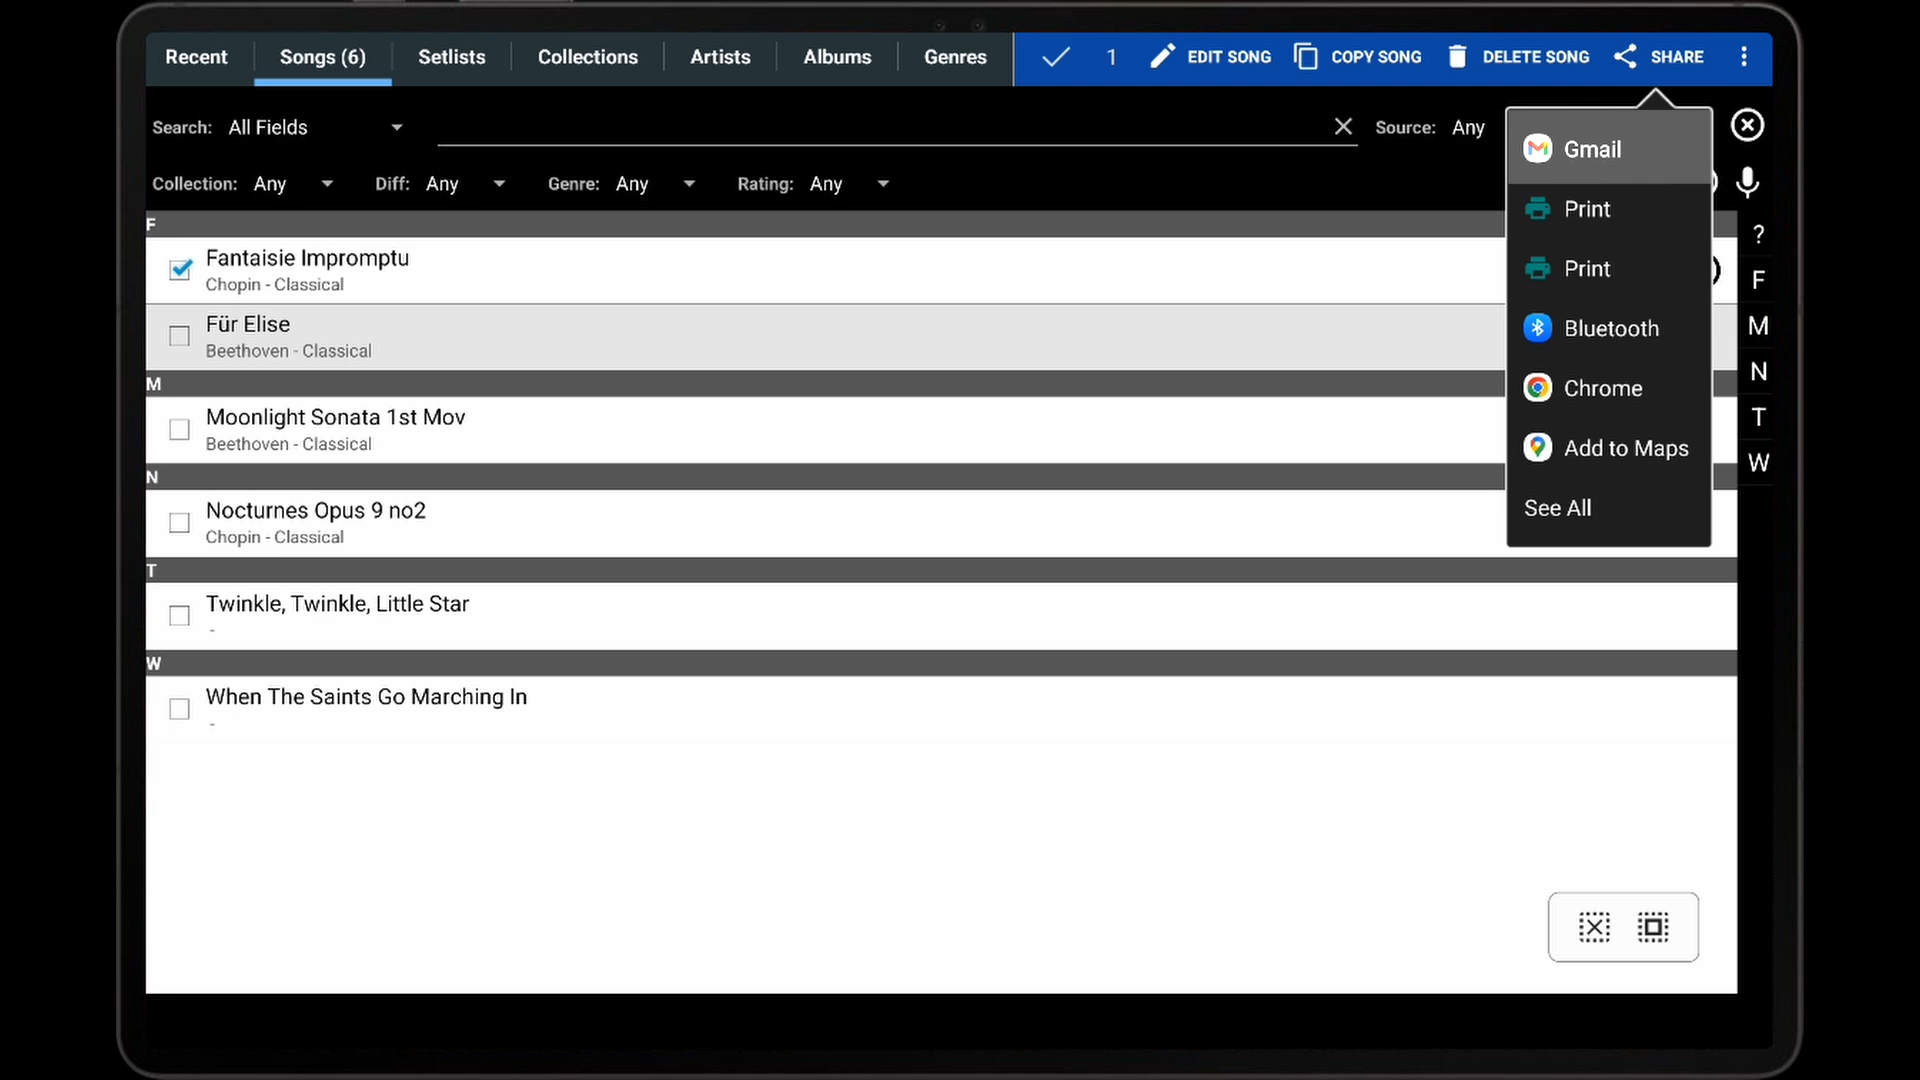 Recent Songs (6) Setlists Collections Artists Albums Genres 1 EDIT SONG COPY SONG DELETE SONG SHARE
Search: All Fields Source: Any
Collection: Any Diff: Any Genre: Any Rating: Any
Gmail
Print
Print
Bluetooth
Chrome
Add to Maps
See All
F
Fantaisie Impromptu
Chopin - Classical
Für Elise
Beethoven - Classical
M
Moonlight Sonata 1st Mov
Beethoven - Classical
N
Nocturnes Opus 9 no2
Chopin - Classical
T
Twinkle, Twinkle, Little Star
-
W
When The Saints Go Marching In
-
?
F
M
N
T
W